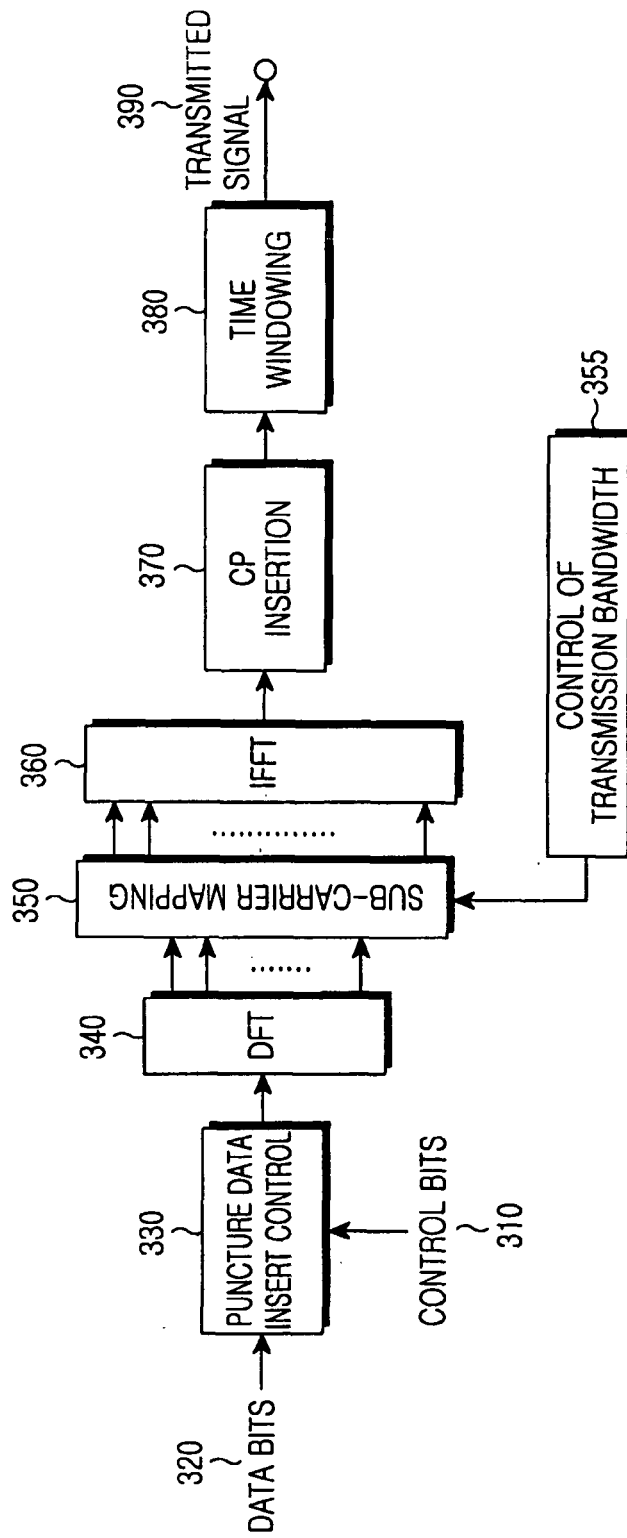 320
DATA BITS
330
PUNCTURE DATA
INSERT CONTROL
CONTROL BITS
310
340
DFT
350
SUB-CARRIER MAPPING
360
IFFT
370
CP
INSERTION
380
TIME
WINDOWING
390
TRANSMITTED
SIGNAL
CONTROL OF
TRANSMISSION BANDWIDTH
355